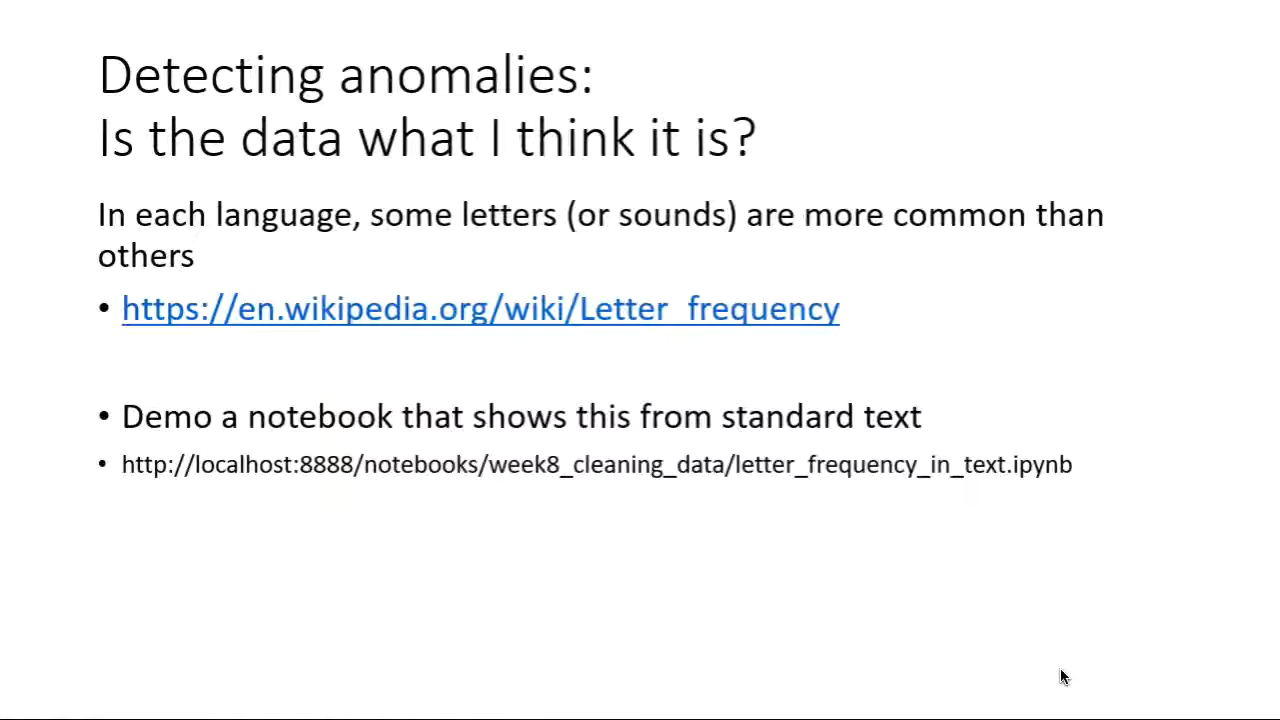 Detecting anomalies:
Is the data what I think it is?
In each language, some letters (or sounds) are more common than
others
• https://en.wikipedia.org/wiki/Letter_frequency
• Demo a notebook that shows this from standard text
• http://localhost:8888/notebooks/week8_cleaning_data/letter_frequency_in_text.ipynb